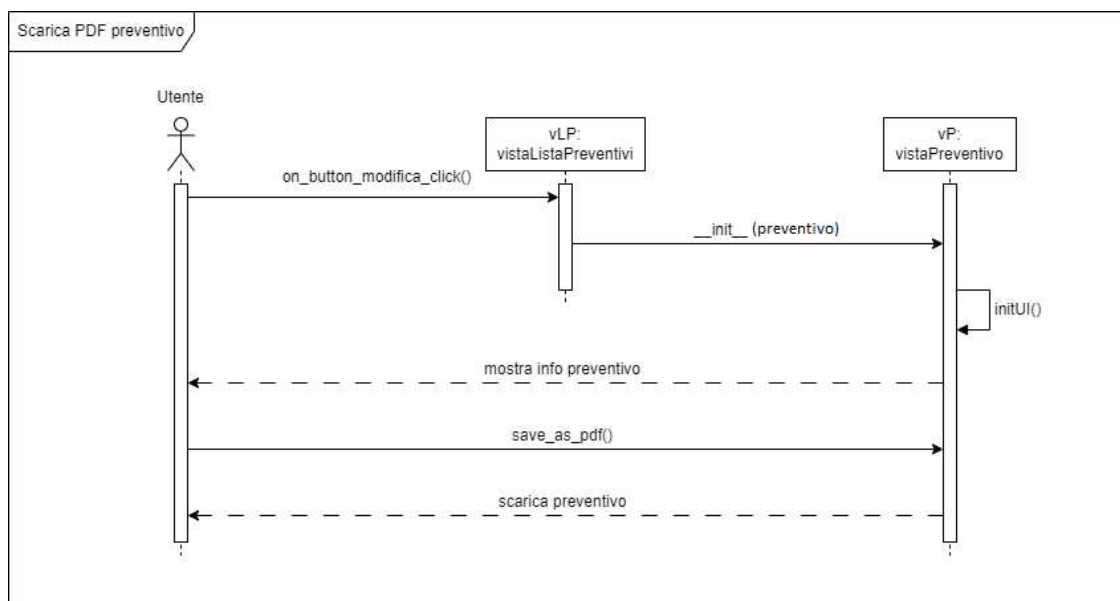 Scarica PDF preventivo
Utente
vLP:
vistaListaPreventivi
vP:
vistaPreventivo
on_button_modifica_click()
__init__ (preventivo)
initUI()
mostra info preventivo
save_as_pdf()
scarica preventivo